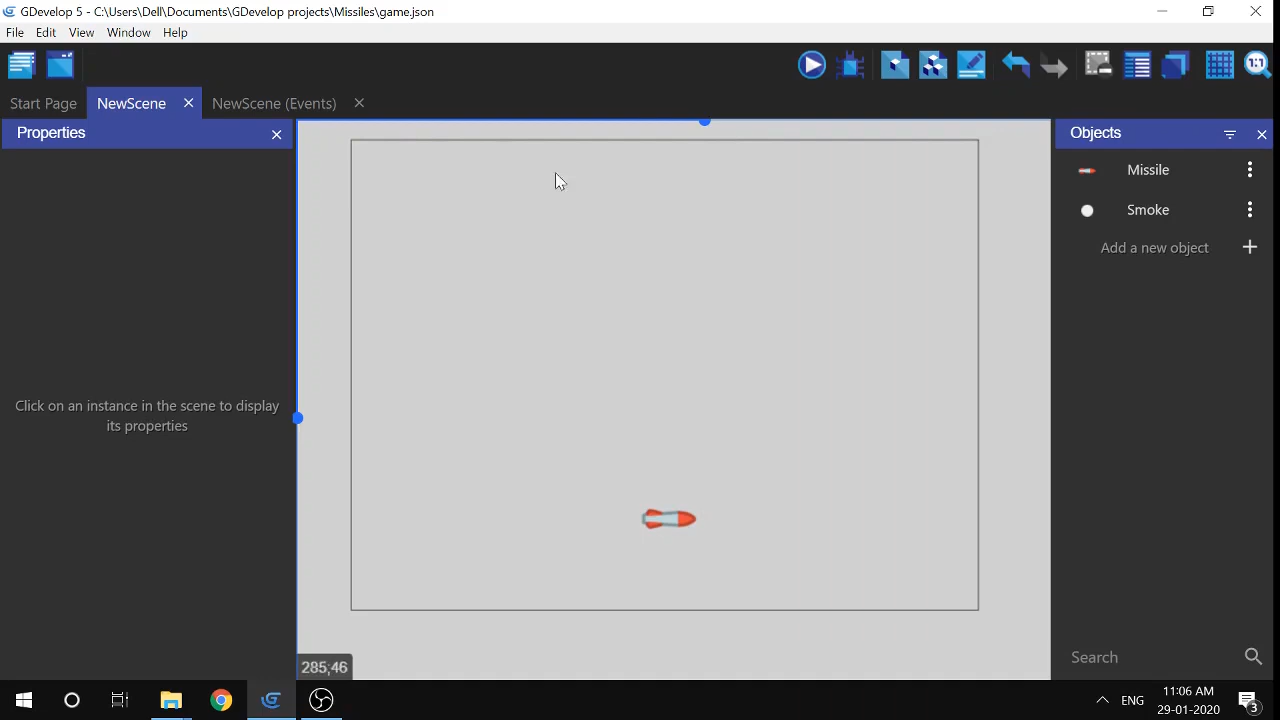 GDevelop 5 - C:\Users\Dell\Documents\GDevelop projects\Missiles\game.json
File Edit View Window Help
1:1
Start Page NewScene NewScene (Events)
Properties
Objects
Missile
Smoke
Add a new object
Click on an instance in the scene to display
its properties
285;46
Search
ENG
11:06 AM
29-01-2020
3